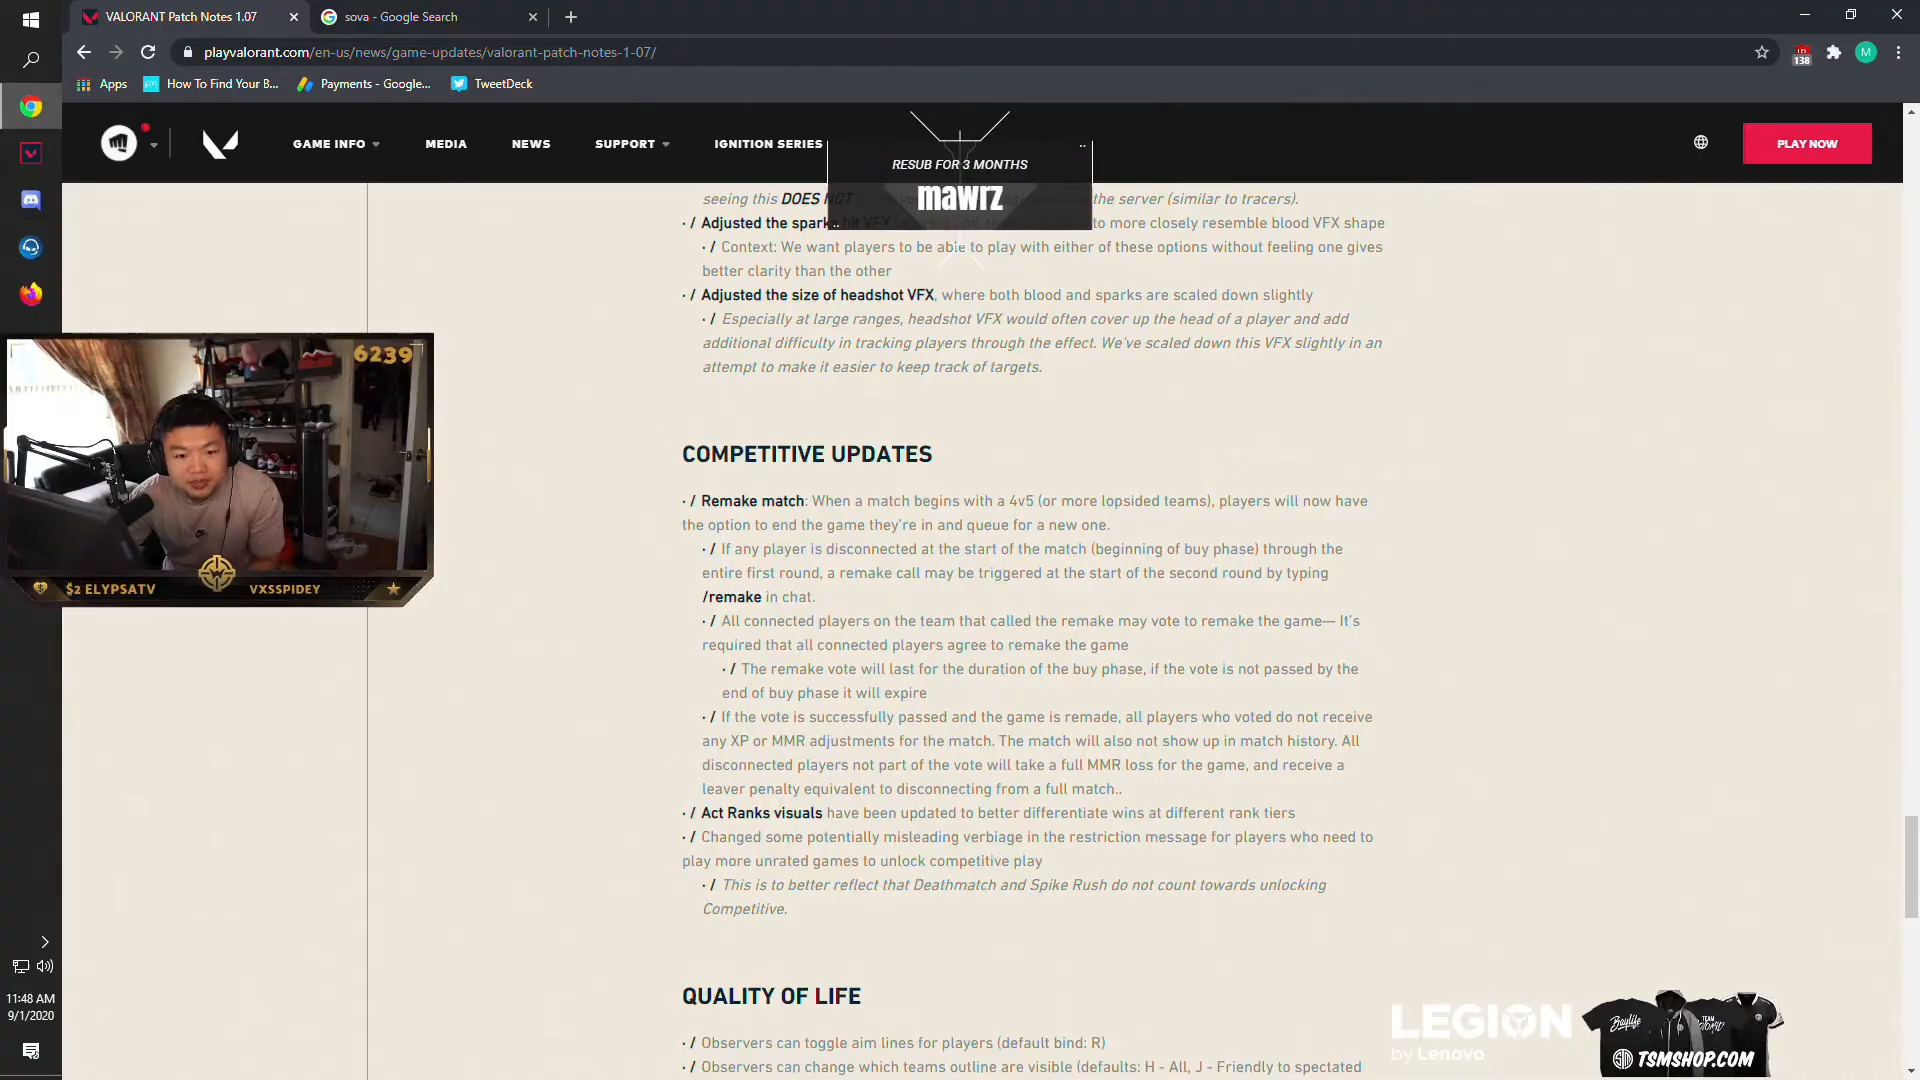 VALORANT Patch Notes 1.07
sova - Google Search
playvalorant.com/en-us/news/game-updates/valorant-patch-notes-1-07/
138
M
Apps
How To Find Your B...
Payments - Google...
TweetDeck
GAME INFO
MEDIA
NEWS
SUPPORT
IGNITION SERIES
PLAY NOW
RESUB FOR 3 MONTHS
mawrz
seeing this DOES NOT the server (similar to tracers).
· / Adjusted the sparks hit VFX to more closely resemble blood VFX shape
· / Context: We want players to be able to play with either of these options without feeling one gives
better clarity than the other
· / Adjusted the size of headshot VFX, where both blood and sparks are scaled down slightly
· / Especially at large ranges, headshot VFX would often cover up the head of a player and add
additional difficulty in tracking players through the effect. We've scaled down this VFX slightly in an
attempt to make it easier to keep track of targets.
6239
$2 ELYPSATV
VXSSPIDEY
COMPETITIVE UPDATES
· / Remake match: When a match begins with a 4v5 (or more lopsided teams), players will now have
the option to end the game they're in and queue for a new one.
· / If any player is disconnected at the start of the match (beginning of buy phase) through the
entire first round, a remake call may be triggered at the start of the second round by typing
/remake in chat.
· / All connected players on the team that called the remake may vote to remake the game— It's
required that all connected players agree to remake the game
· / The remake vote will last for the duration of the buy phase, if the vote is not passed by the
end of buy phase it will expire
· / If the vote is successfully passed and the game is remade, all players who voted do not receive
any XP or MMR adjustments for the match. The match will also not show up in match history. All
disconnected players not part of the vote will take a full MMR loss for the game, and receive a
leaver penalty equivalent to disconnecting from a full match..
· / Act Ranks visuals have been updated to better differentiate wins at different rank tiers
· / Changed some potentially misleading verbiage in the restriction message for players who need to
play more unrated games to unlock competitive play
· / This is to better reflect that Deathmatch and Spike Rush do not count towards unlocking
Competitive.
QUALITY OF LIFE
· / Observers can toggle aim lines for players (default bind: R)
· / Observers can change which teams outline are visible (defaults: H - All, J - Friendly to spectated
11:48 AM
9/1/2020
LEGION
by Lenovo
Baylife
TEAM
TSMSHOP.COM